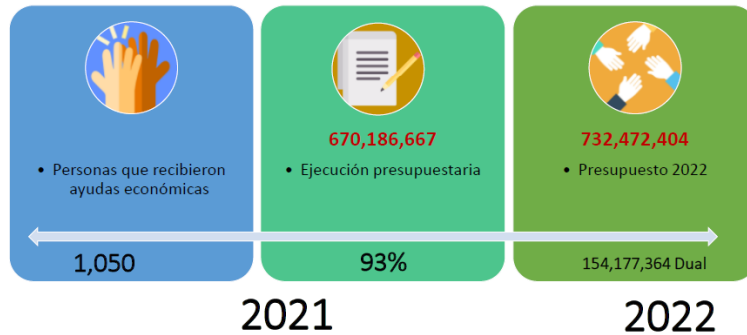 • Personas que recibieron
ayudas económicas
1,050
670,186,667
• Ejecución presupuestaria
93%
732,472,404
• Presupuesto 2022
154,177,364 Dual
2021
2022